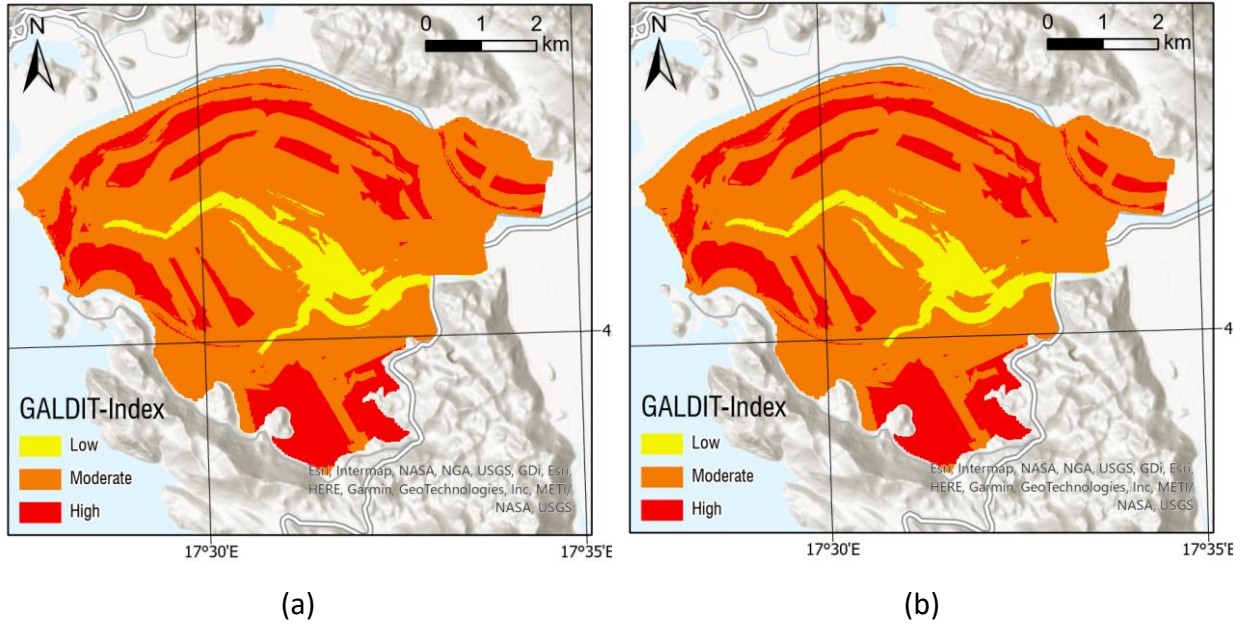 N
0 1 2
km
GALDIT-Index
Low
Moderate
High
Esri, Intermap, NASA, NGA, USGS, GDi, Esri,
HERE, Garmin, GeoTechnologies, Inc, METI/
NASA, USGS
4
17°30'E
17°35'E
(a)
N
0 1 2
km
GALDIT-Index
Low
Moderate
High
Esri, Intermap, NASA, NGA, USGS, GDi, Esri,
HERE, Garmin, GeoTechnologies, Inc, METI/
NASA, USGS
4
17°30'E
17°35'E
(b)